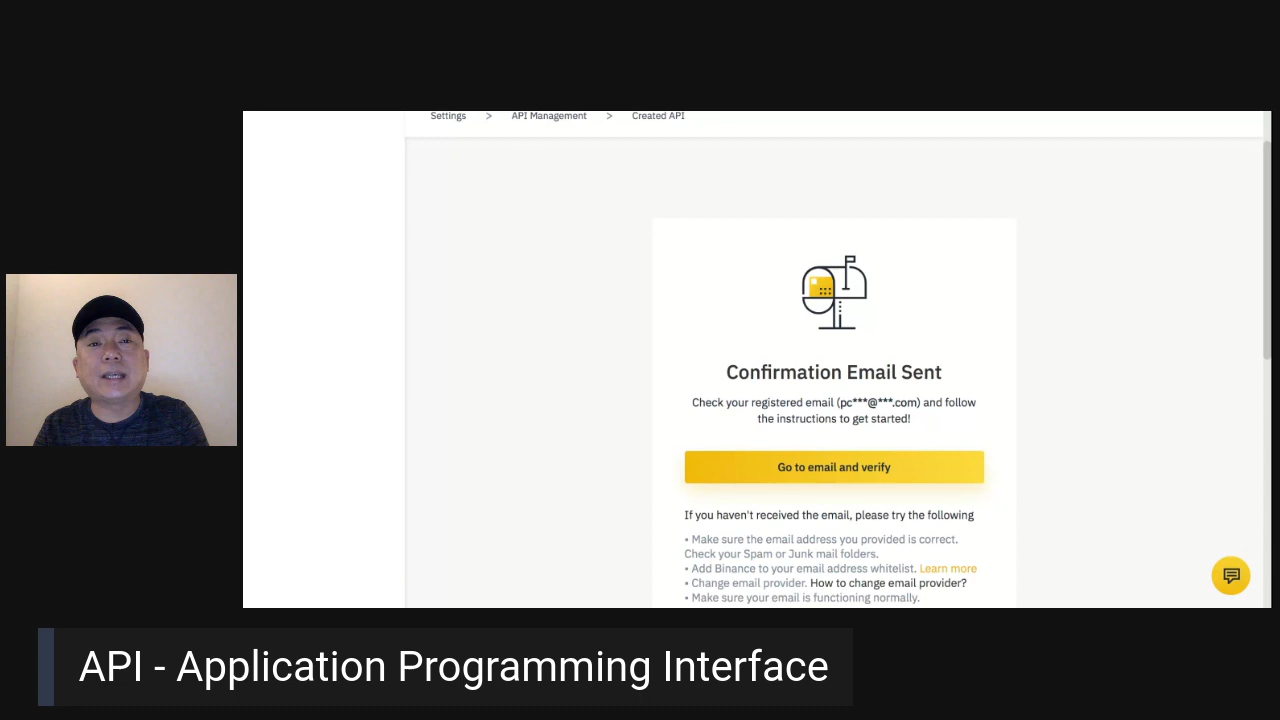 Settings > API Management > Created API
Confirmation Email Sent
Check your registered email (pc***@***.com) and follow
the instructions to get started!
Go to email and verify
If you haven't received the email, please try the following
• Make sure the email address you provided is correct.
Check your Spam or Junk mail folders.
• Add Binance to your email address whitelist. Learn more
• Change email provider. How to change email provider?
• Make sure your email is functioning normally.
API - Application Programming Interface